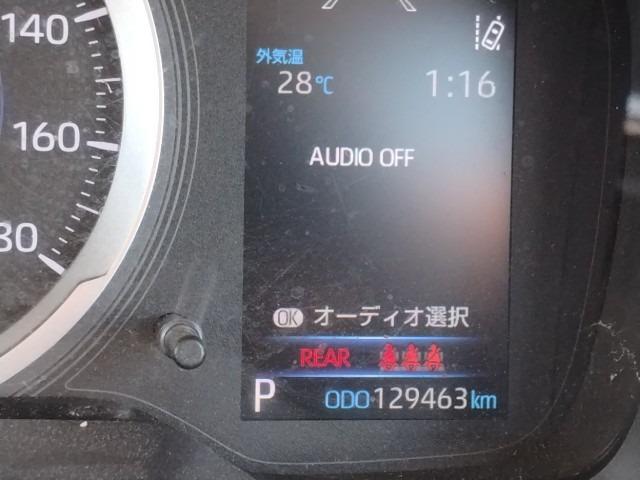 140
160
80
外気温
28℃ 1:16
AUDIO OFF
OK オーディオ選択
REAR
P ODO 129463 km